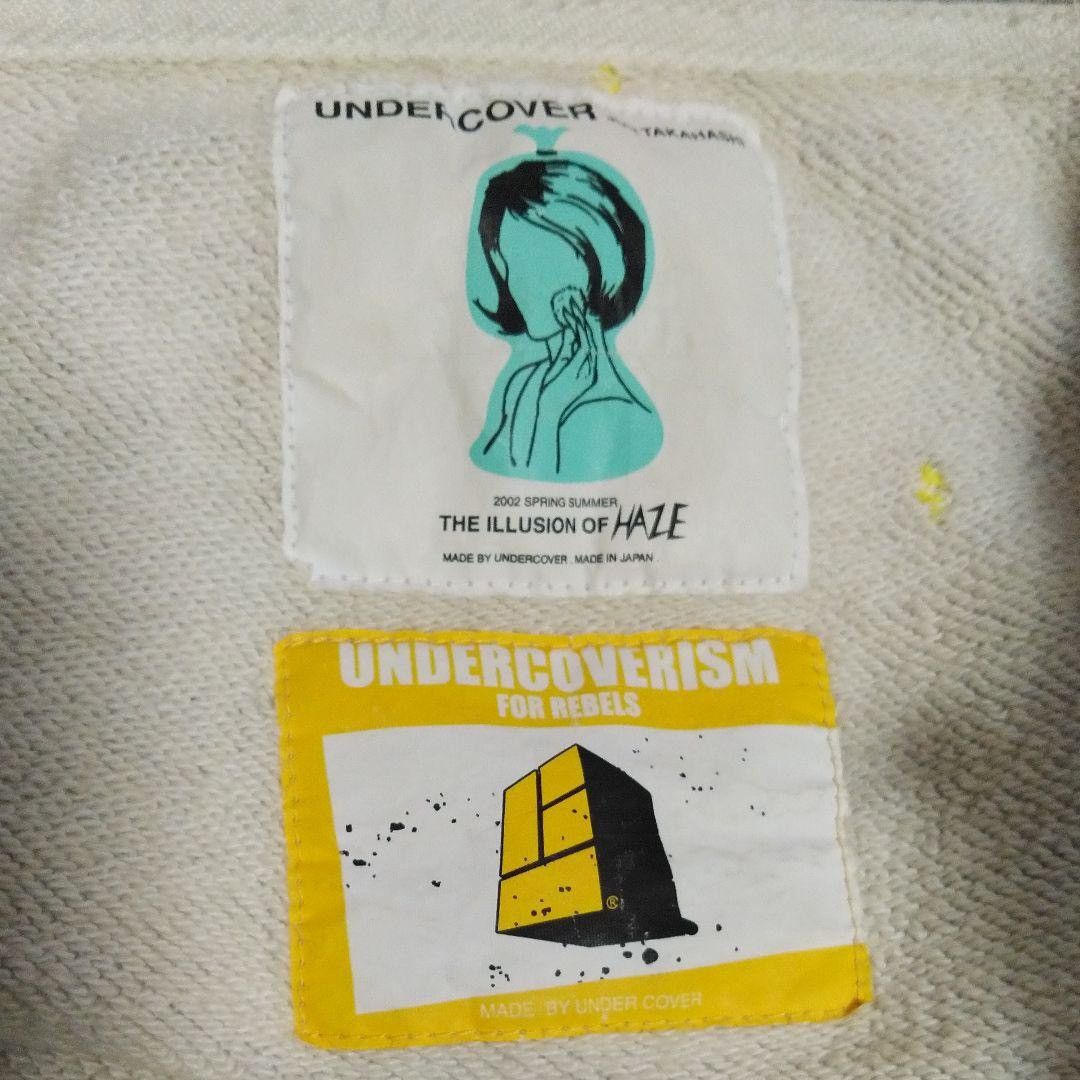 UNDERCOVER TAKAHASHI
2002 SPRING SUMMER
THE ILLUSION OF HAZE
MADE BY UNDERCOVER . MADE IN JAPAN .
UNDERCOVERISM
FOR REBELS
®
MADE BY UNDER COVER